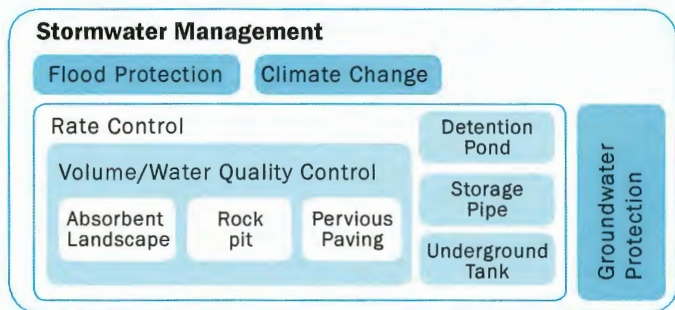 Stormwater Management
Flood Protection
Climate Change
Rate Control
Volume/Water Quality Control
Absorbent
Landscape
Rock
pit
Pervious
Paving
Detention
Pond
Storage
Pipe
Underground
Tank
Groundwater
Protection